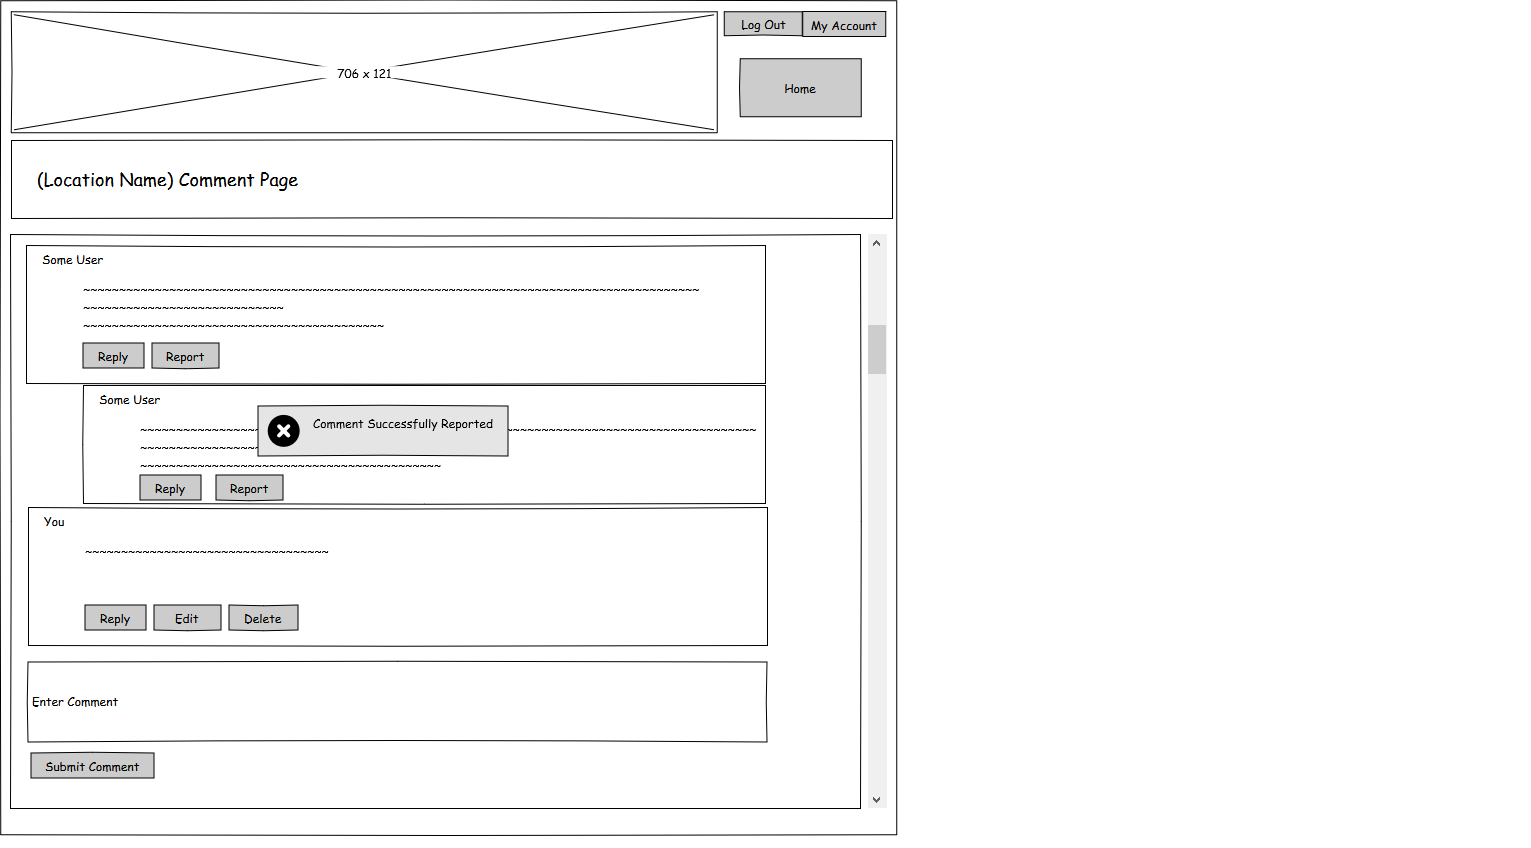 Log Out
My Account
706 x 121
Home
(Location Name) Comment Page
Some User
~~~~~~~~~~~~~~~~~~~~~~~~~~~~~~~~~~~~~~~~~~~~~~~~~~~~~~~~~~~~~~~~~~~~~~~~~~~~~~~~~~~~~~
~~~~~~~~~~~~~~~~~~~~~~~~~~~~
~~~~~~~~~~~~~~~~~~~~~~~~~~~~~~~~~~~~~~~~~~
Reply
Report
Some User
Comment Successfully Reported
Reply
Report
You
~~~~~~~~~~~~~~~~~~~~~~~~~~~~~~~~~~
Reply
Edit
Delete
Enter Comment
Submit Comment